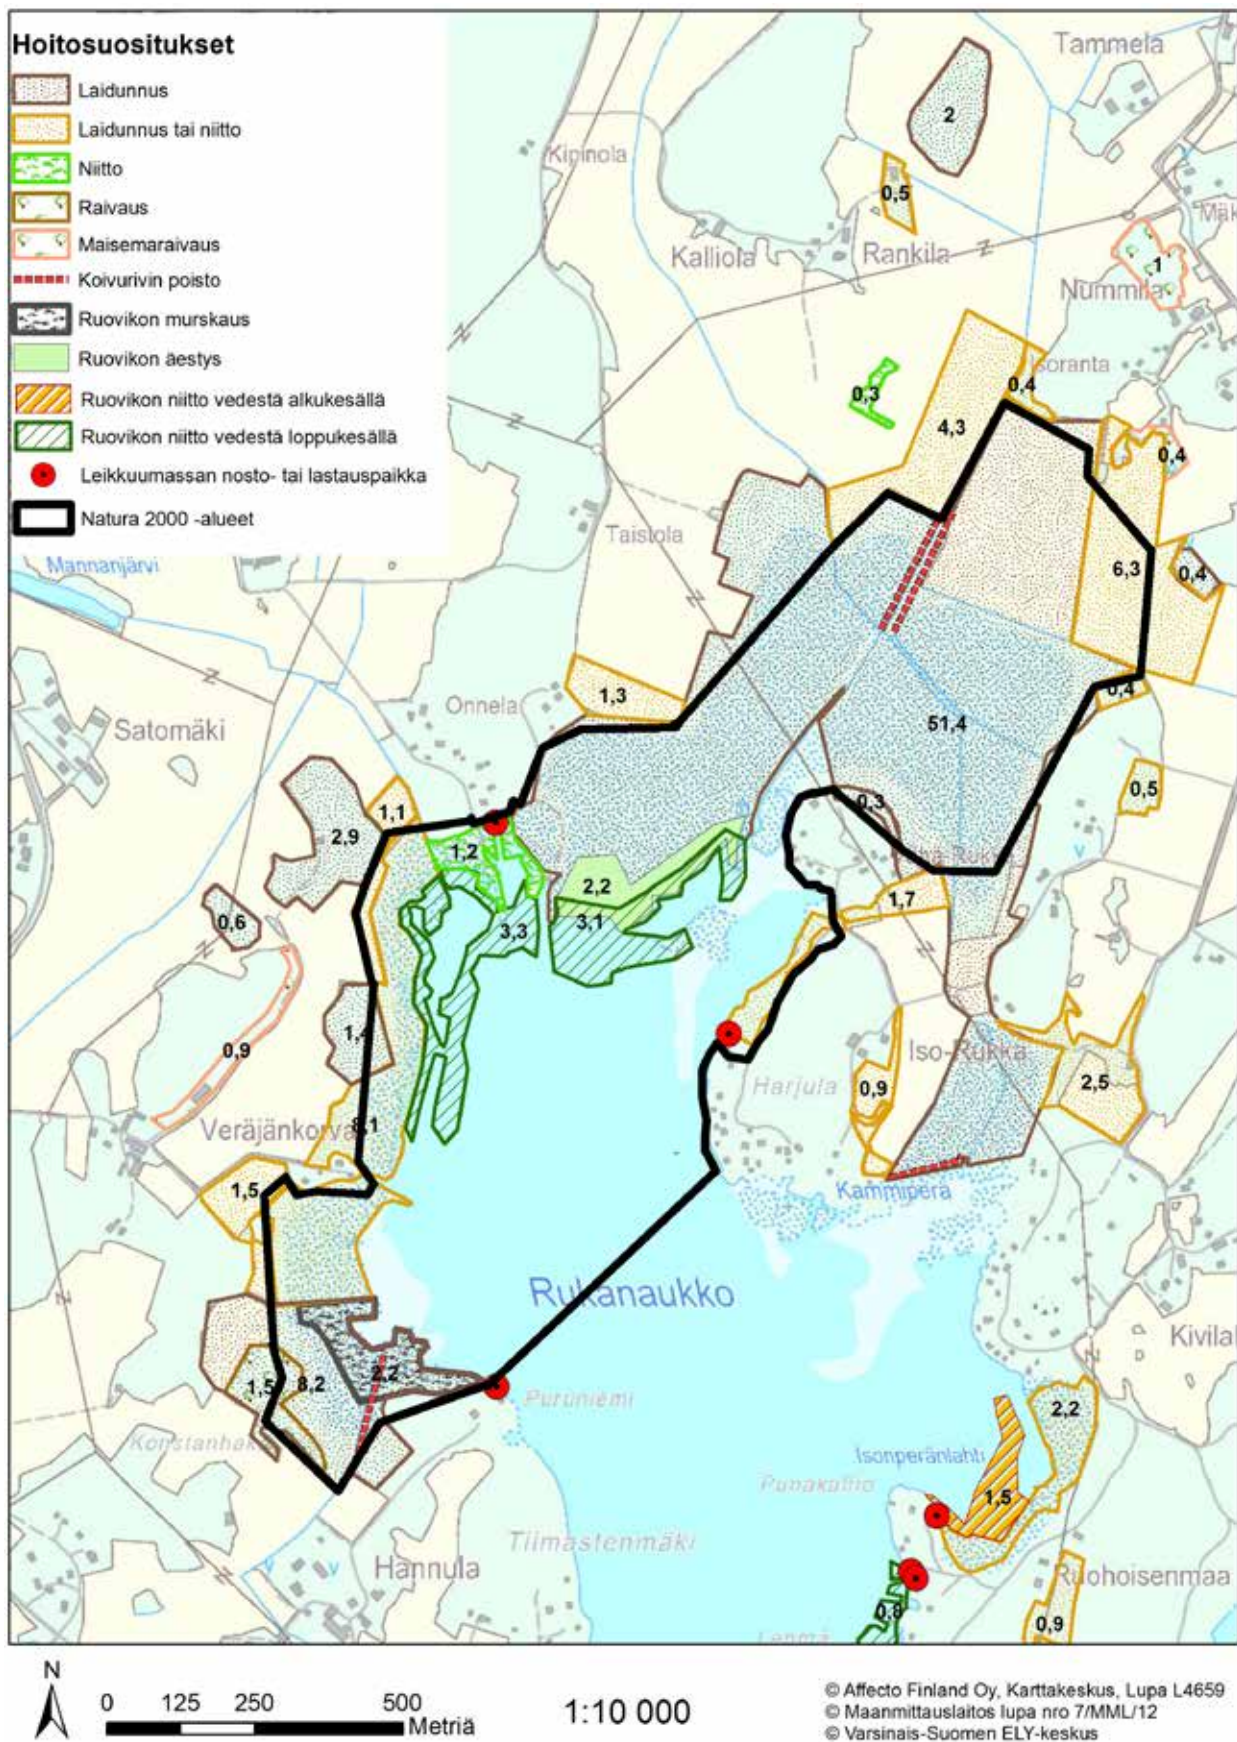 Hoitosuositukset
Laidunnus
Laidunnus tai niitto
Niitto
Raivaus
Maisemaraivaus
Koivurivin poisto
Ruovikon murskaus
Ruovikon äestys
Ruovikon niitto vedestä alkukesällä
Ruovikon niitto vedestä loppukesällä
Leikkuumassan nosto- tai lastauspaikka
Natura 2000 -alueet
Tammela
2
Kipinola
0,5
Mäk
Kalliola
Rankila
1
Nummila
Isoranta
0,4
0,3
4,3
0,4
Taistola
Mannanjärvi
6,3
0,4
1,3
0,4
Onnela
51,4
Satomäki
0,5
0,3
1,1
2,9
1,2
2,2
1,7
0,6
3,1
3,3
1,4
0,9
Iso-Rukka
2,5
Harjula
0,9
8,1
Veräjänkorva
1,5
Kammiperä
Rukanaukko
Kivilal
2,2
1,5
8,2
Puruniemi
2,2
Isonperänlahti
Punakallio
1,5
Tiimastenmäki
Hannula
Ruohoisenmaa
0,8
0,9
N
0 125 250 500
Metriä
1:10 000
© Affecto Finland Oy, Karttakeskus, Lupa L4659
© Maanmittauslaitos lupa nro 7/MML/12
© Varsinais-Suomen ELY-keskus